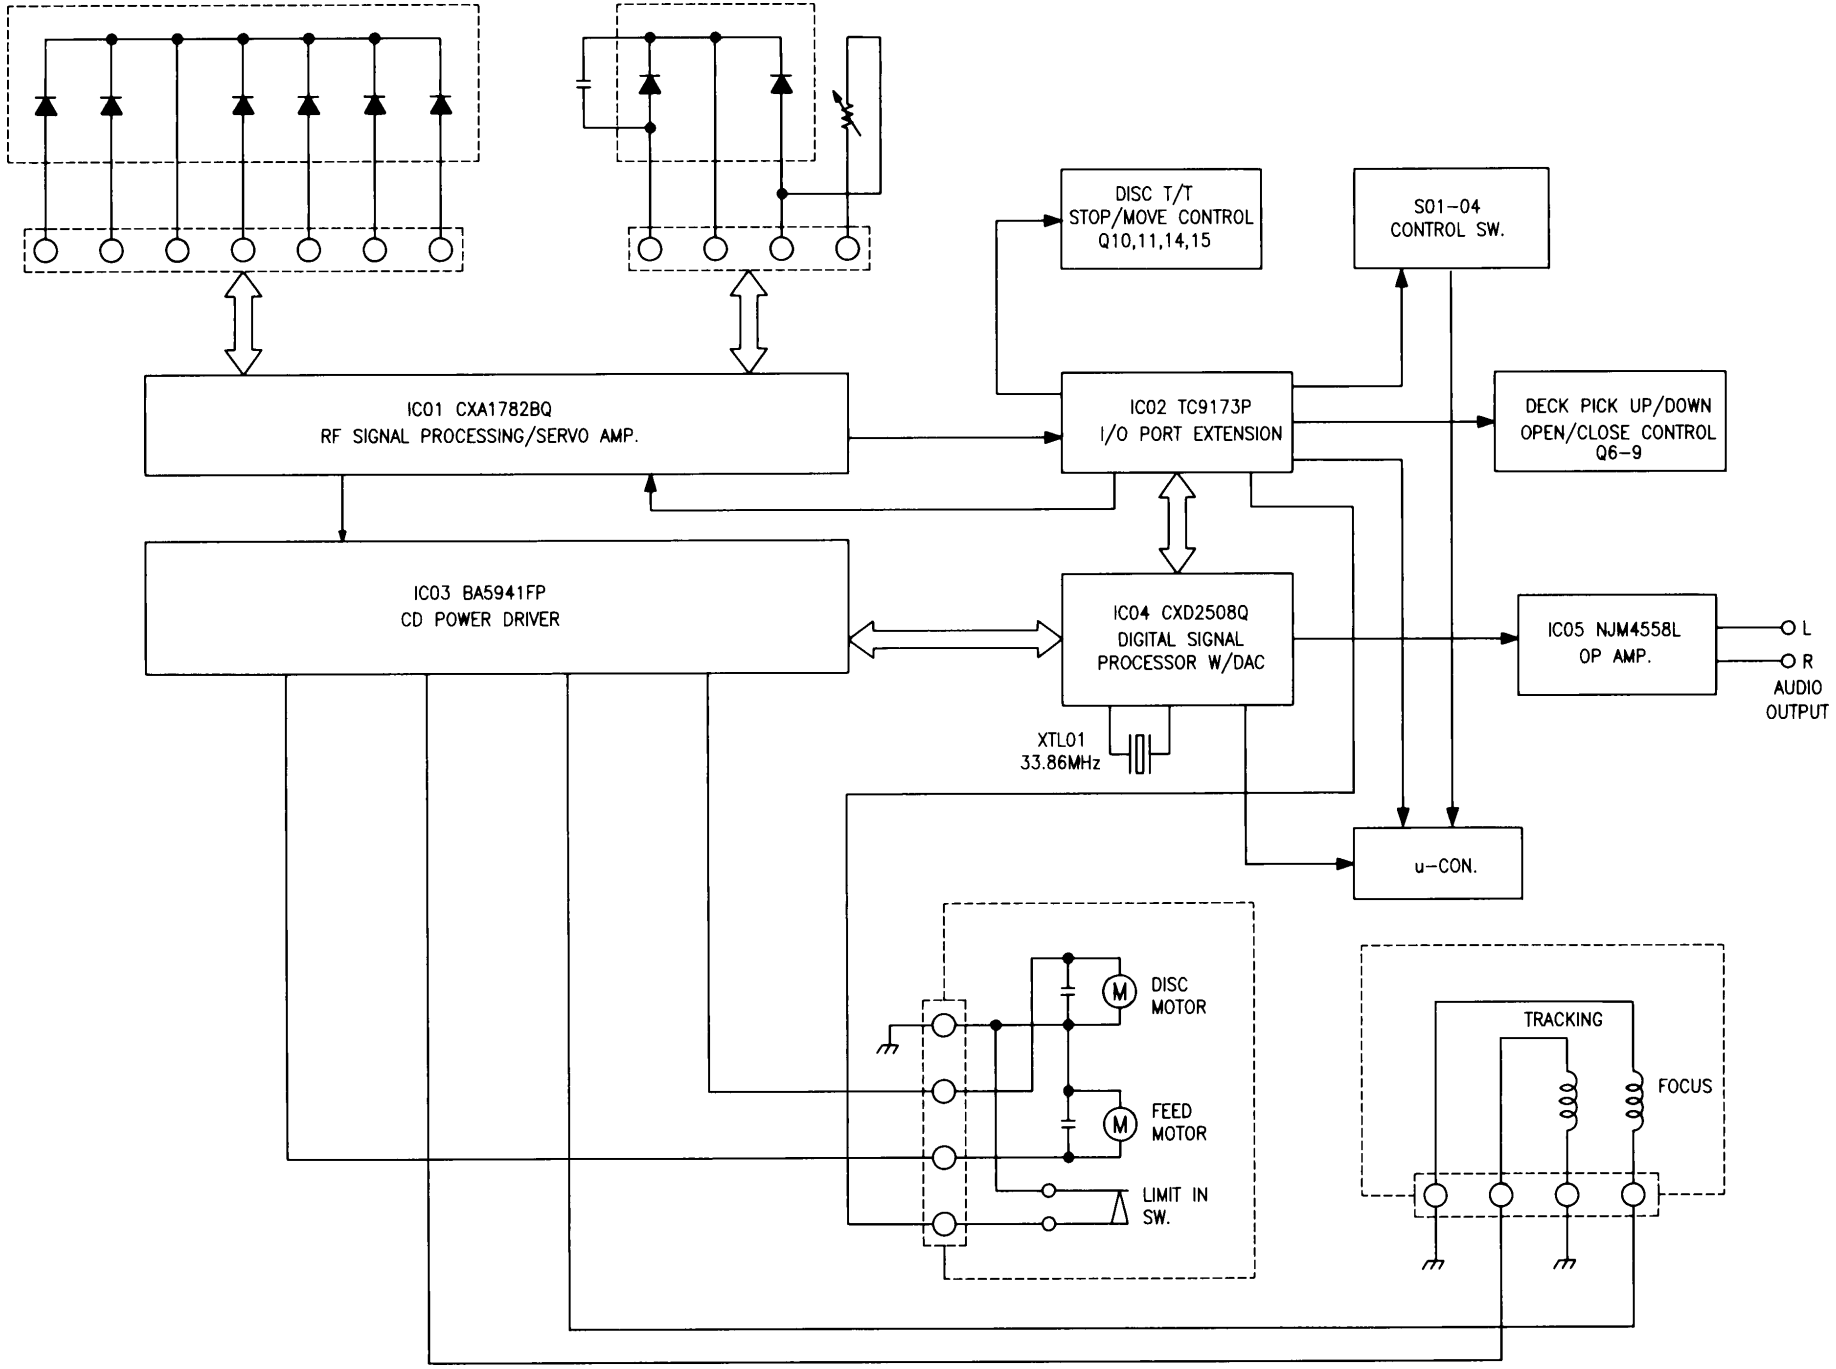 DISC T/T
STOP/MOVE CONTROL
Q10,11,14,15
S01-04
CONTROL SW.
IC01 CXA1782BQ
RF SIGNAL PROCESSING/SERVO AMP.
IC02 TC9173P
I/O PORT EXTENSION
DECK PICK UP/DOWN
OPEN/CLOSE CONTROL
Q6-9
IC03 BA5941FP
CD POWER DRIVER
IC04 CXD2508Q
DIGITAL SIGNAL
PROCESSOR W/DAC
IC05 NJM4558L
OP AMP.
L
R
AUDIO
OUTPUT
XTL01
33.86MHz
u-CON.
M
DISC
MOTOR
M
FEED
MOTOR
LIMIT IN
SW.
TRACKING
FOCUS